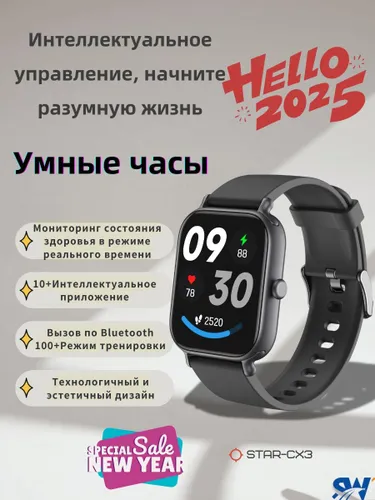 Интеллектуальное
управление, начните
разумную жизнь
HELLO
2025
Умные часы
Мониторинг состояния
здоровья в режиме
реального времени
10+Интеллектуальное
приложение
Вызов по Bluetooth
100+Режим тренировки
Технологичный и
эстетичный дизайн
09
88
78
30
2520
SPECIAL Sale
NEW YEAR
STAR-CX3